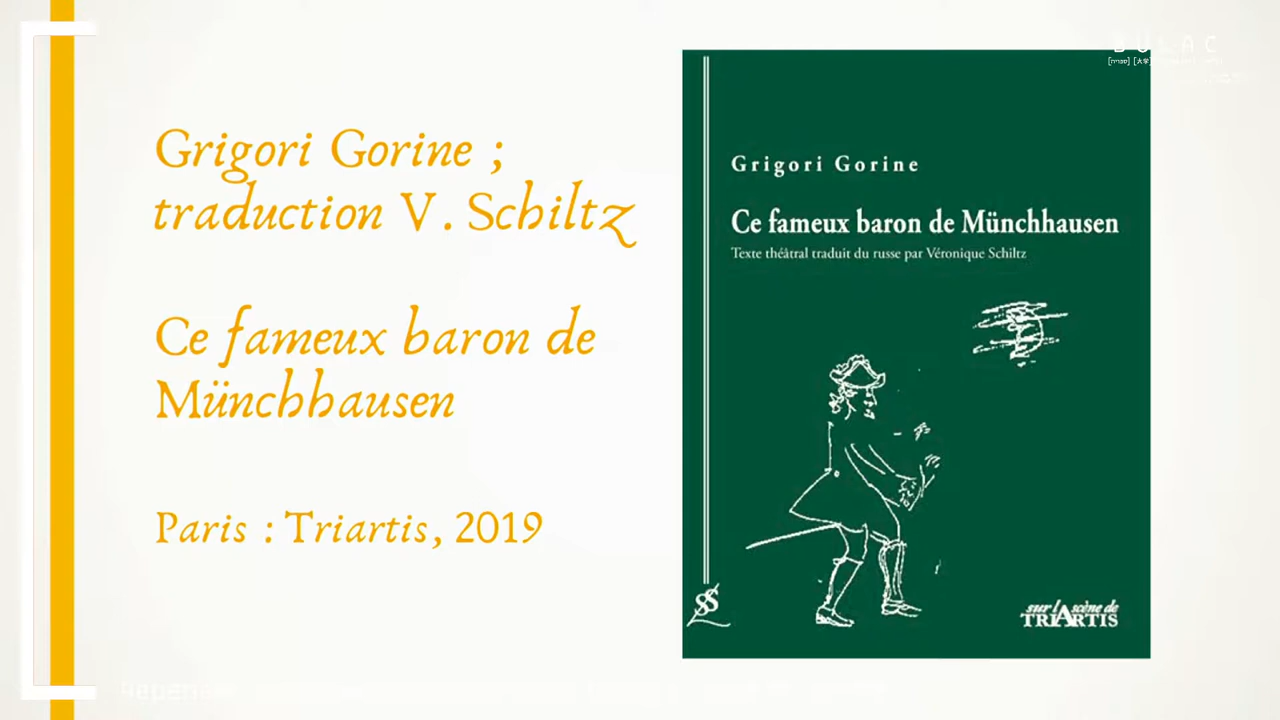 Grigori Gorine ;
traduction V. Schiltz
Ce fameux baron de
Münchhausen
Paris : Triartis, 2019
BULAC
Grigori Gorine
Ce fameux baron de Münchhausen
Texte théâtral traduit du russe par Véronique Schiltz
sur la scène de
TRIARTIS